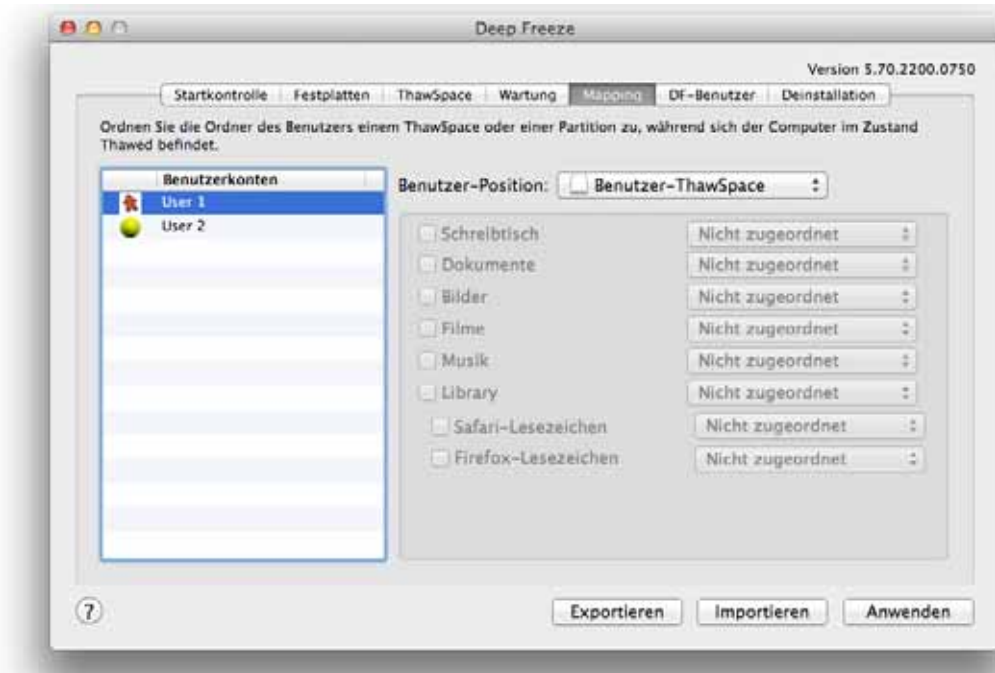 Deep Freeze
Version 5.70.2200.0750
Startkontrolle Festplatten ThawSpace Wartung Mapping DF-Benutzer Deinstallation
Ordnen Sie die Ordner des Benutzers einem ThawSpace oder einer Partition zu, während sich der Computer im Zustand
Thawed befindet.
Benutzerkonten
User 1
User 2
Benutzer-Position: Benutzer-ThawSpace
Schreibtisch Nicht zugeordnet
Dokumente Nicht zugeordnet
Bilder Nicht zugeordnet
Filme Nicht zugeordnet
Musik Nicht zugeordnet
Library Nicht zugeordnet
Safari-Lesezeichen Nicht zugeordnet
Firefox-Lesezeichen Nicht zugeordnet
? Exportieren Importieren Anwenden